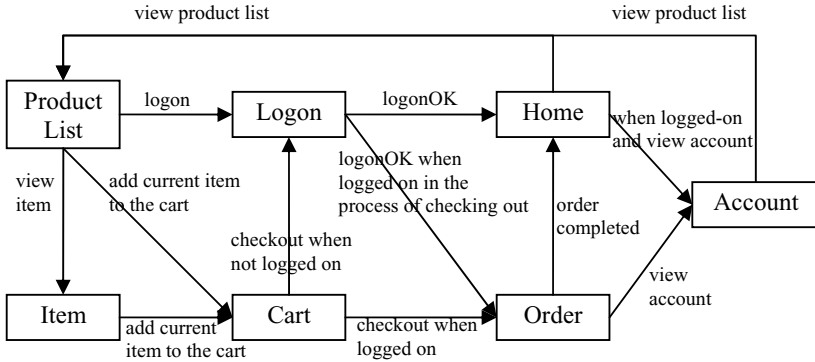 view product list
view product list
Product
List
logon
Logon
logonOK
Home
when logged-on
and view account
view
item
add current item
to the cart
logonOK when
logged on in the
process of checking out
Account
checkout when
not logged on
order
completed
view
account
Item
add current
item to the cart
Cart
checkout when
logged on
Order